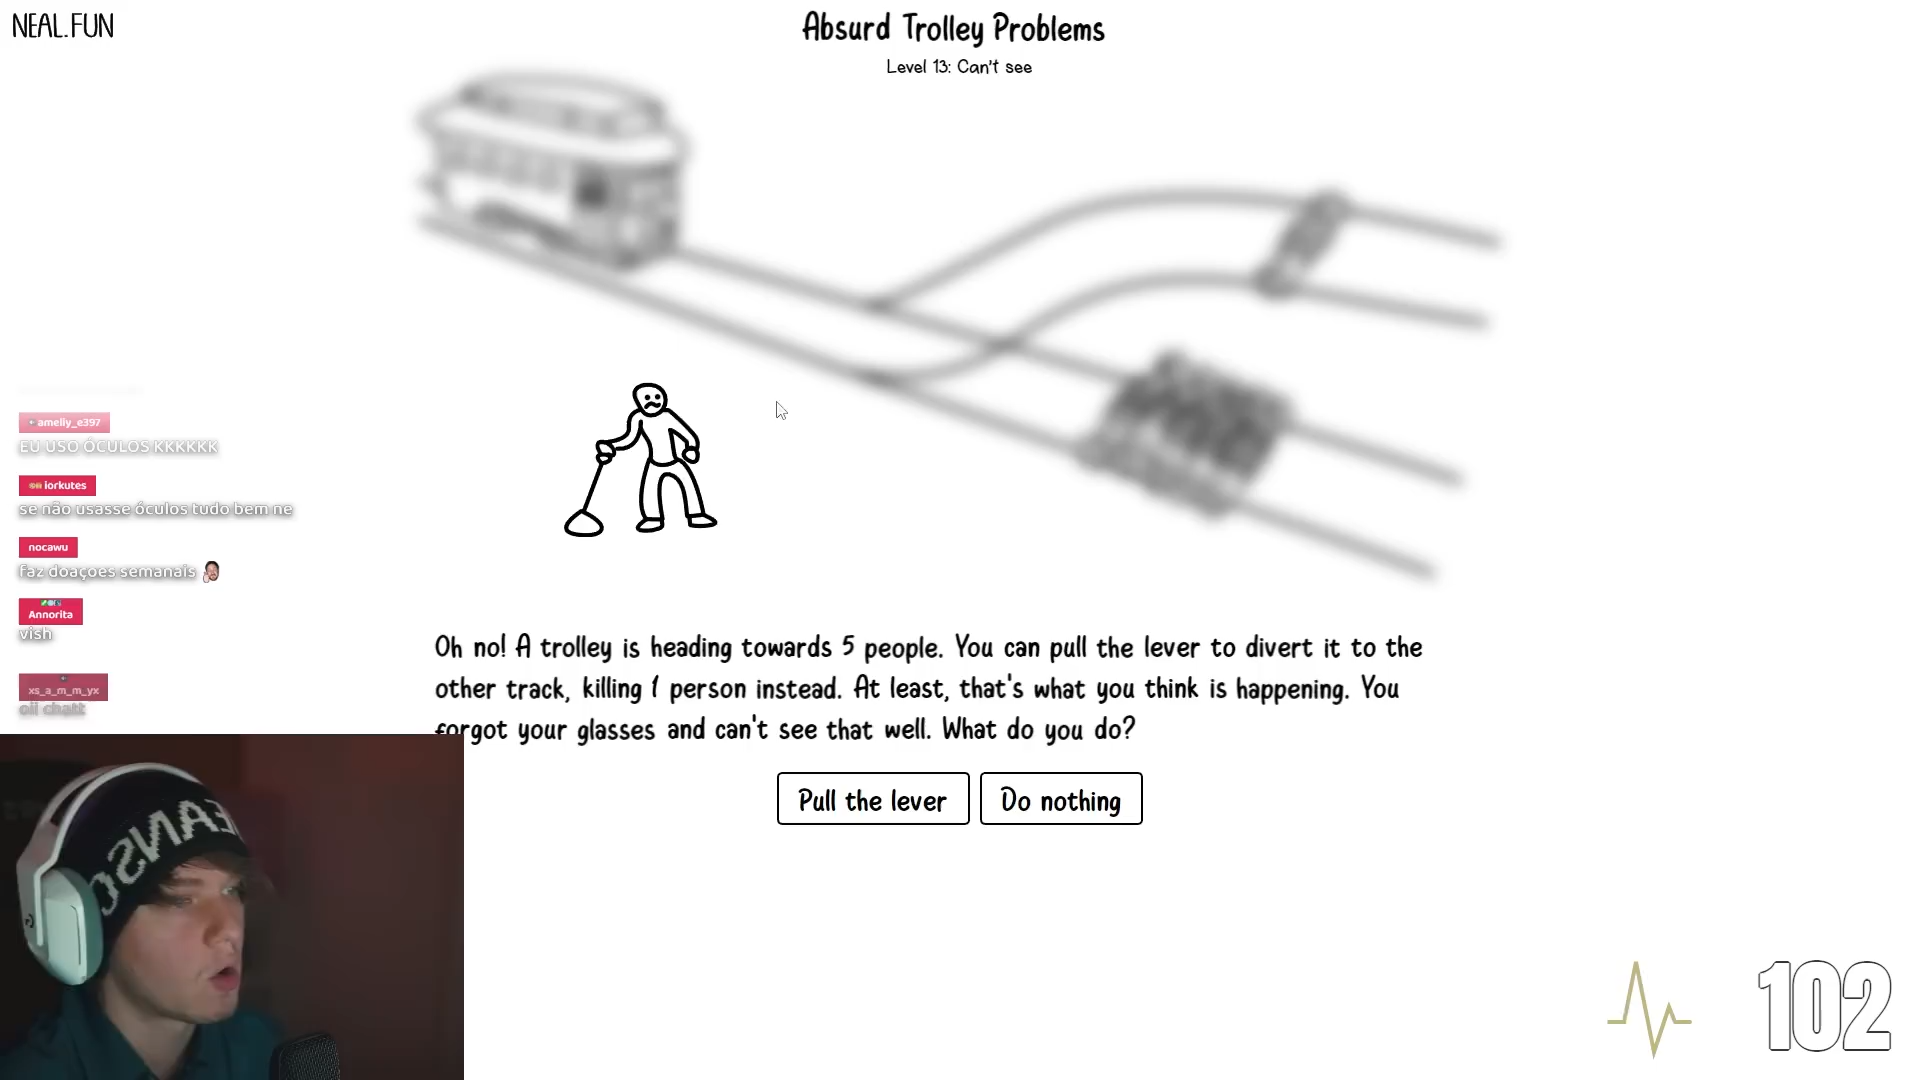 NEAL.FUN
Absurd Trolley Problems
Level 13: Can't see
amelly_e397
EU USO ÓCULOS KKKKKK
iorkutes
se não usasse óculos tudo bem ne
nocawu
faz doaçoes semanais
Annorita
vish
xs_a_m_m_yx
oii chatt
Oh no! A trolley is heading towards 5 people. You can pull the lever to divert it to the
other track, killing 1 person instead. At least, that's what you think is happening. You
forgot your glasses and can't see that well. What do you do?
Pull the lever
Do nothing
102